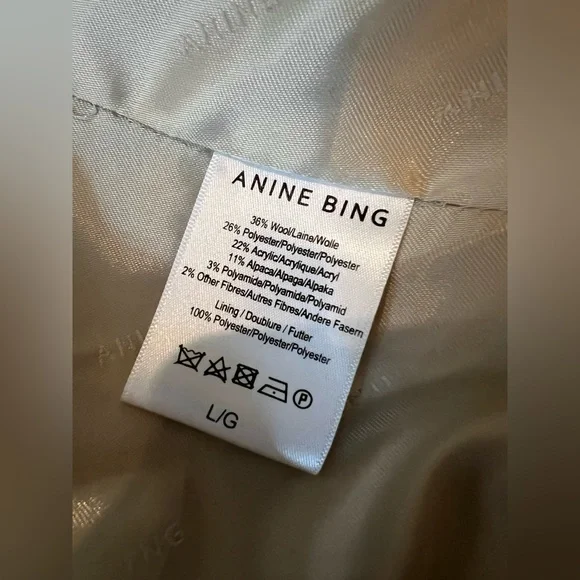 ANINE BING
36% Wool/Laine/Wolle
26% Polyester/Polyester/Polyester
22% Acrylic/Acrylique/Acryl
11% Alpaca/Alpaga/Alpaka
3% Polyamide/Polyamide/Polyamid
2% Other Fibres/Autres Fibres/Andere Fasern
Lining / Doublure / Futter
100% Polyester/Polyester/Polyester
P
L/G